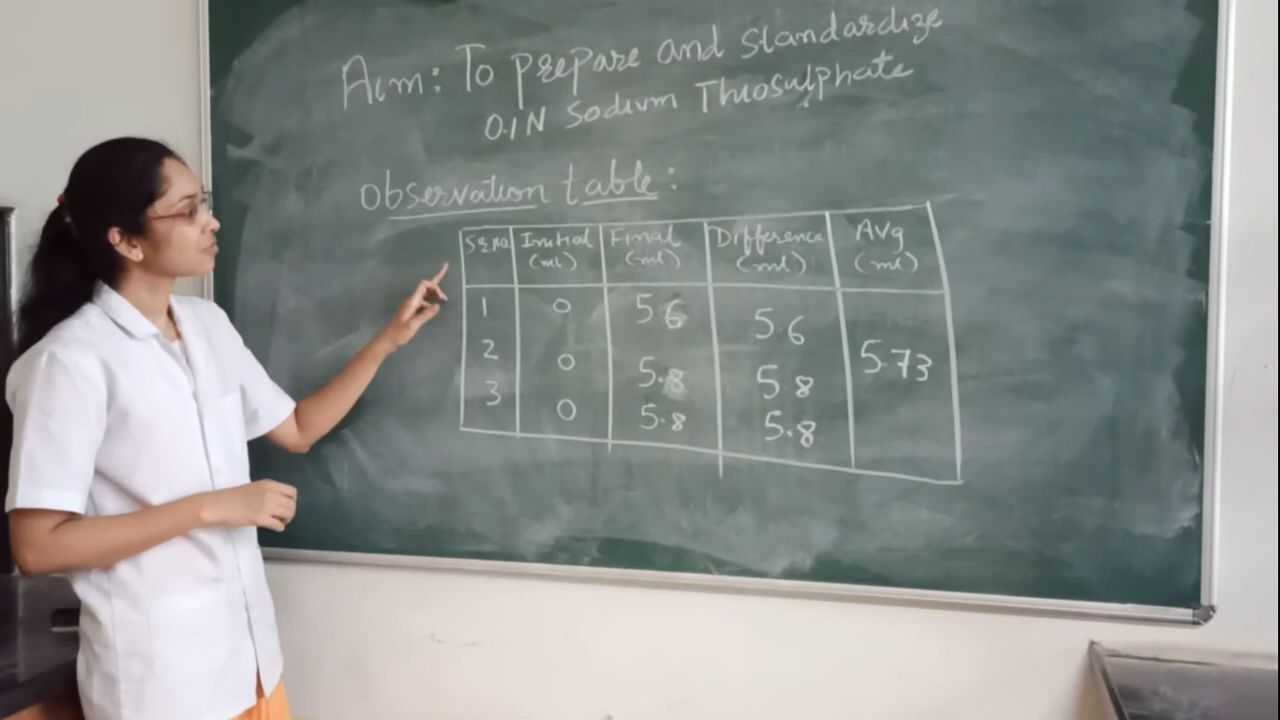 Aim: To prepare and standardize
0.1N Sodium Thiosulphate
Observation table:
Sr no. Initial (ml) Final (ml) Difference (ml) Avg (ml)
1 0 5.6 5.6
2 0 5.8 5.8 5.73
3 0 5.8 5.8